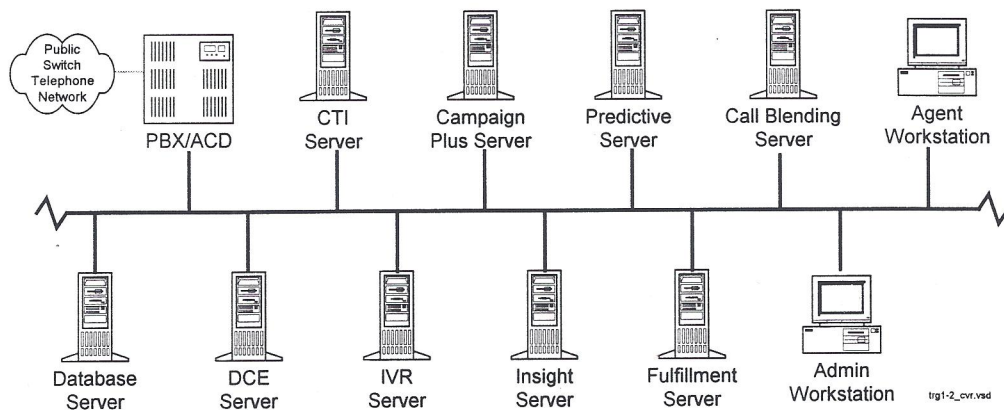 Public
Switch
Telephone
Network
PBX/ACD
CTI
Server
Campaign
Plus Server
Predictive
Server
Call Blending
Server
Agent
Workstation
Database
Server
DCE
Server
IVR
Server
Insight
Server
Fulfillment
Server
Admin
Workstation
trg1-2_cvr.vsd